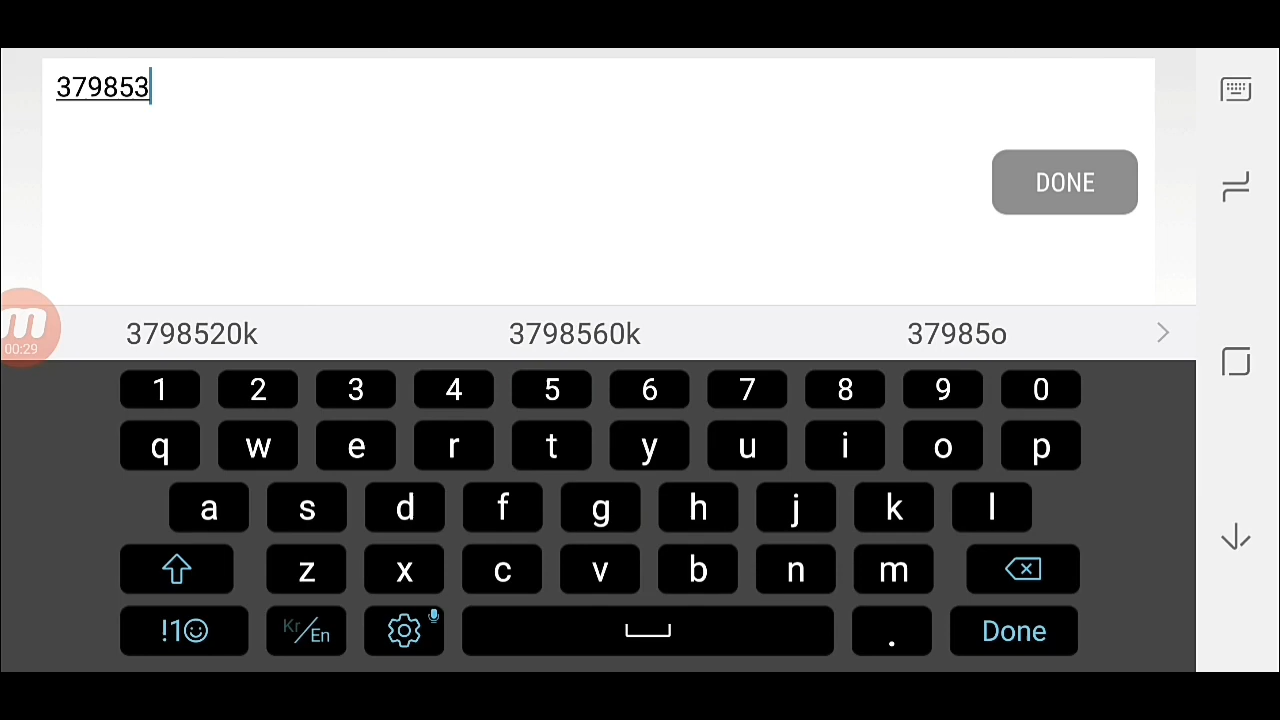 379853
DONE
m
00:29
3798520k 3798560k 37985o
1 2 3 4 5 6 7 8 9 0
q w e r t y u i o p
a s d f g h j k l
z x c v b n m
!1☺ Kr/En . Done